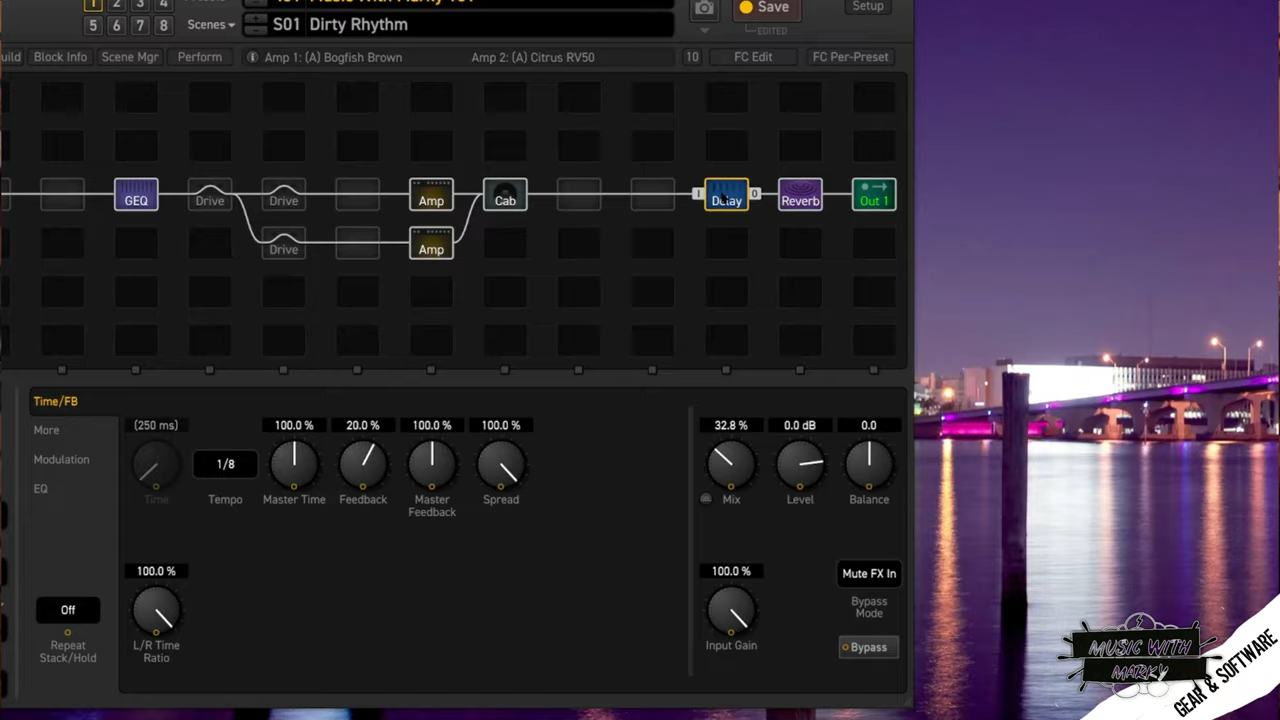 1 2 3 4
Save
Setup
5 6 7 8 Scenes S01 Dirty Rhythm
EDITED
Block Info Scene Mgr Perform Amp 1: (A) Bogfish Brown Amp 2: (A) Citrus RV50 10 FC Edit FC Per-Preset
GEQ Drive Drive Amp Cab I Delay O Reverb Out 1
Drive Amp
Time/FB
More
Modulation
EQ
(250 ms) 100.0 % 20.0 % 100.0 % 100.0 % 32.8 % 0.0 dB 0.0
1/8
Time Tempo Master Time Feedback Master Feedback Spread Mix Level Balance
100.0 % 100.0 % Mute FX In
Off
Bypass Mode
Repeat Stack/Hold L/R Time Ratio Input Gain Bypass
MUSIC WITH
MARKY
GEAR & SOFTWARE